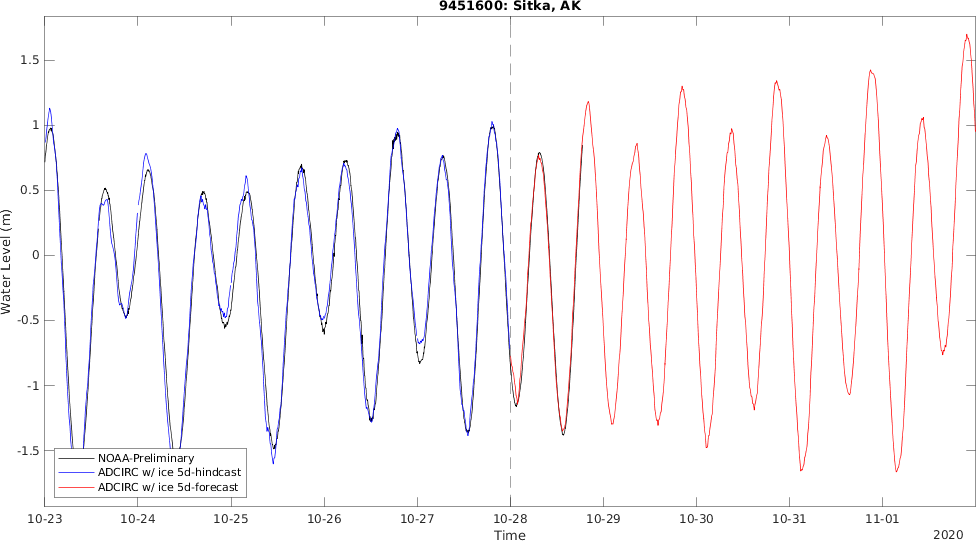 9451600: Sitka, AK
Water Level (m)
1.5
1
0.5
0
-0.5
-1
-1.5
NOAA-Preliminary
ADCIRC w/ ice 5d-hindcast
ADCIRC w/ ice 5d-forecast
10-23 10-24 10-25 10-26 10-27 10-28 10-29 10-30 10-31 11-01
Time
2020